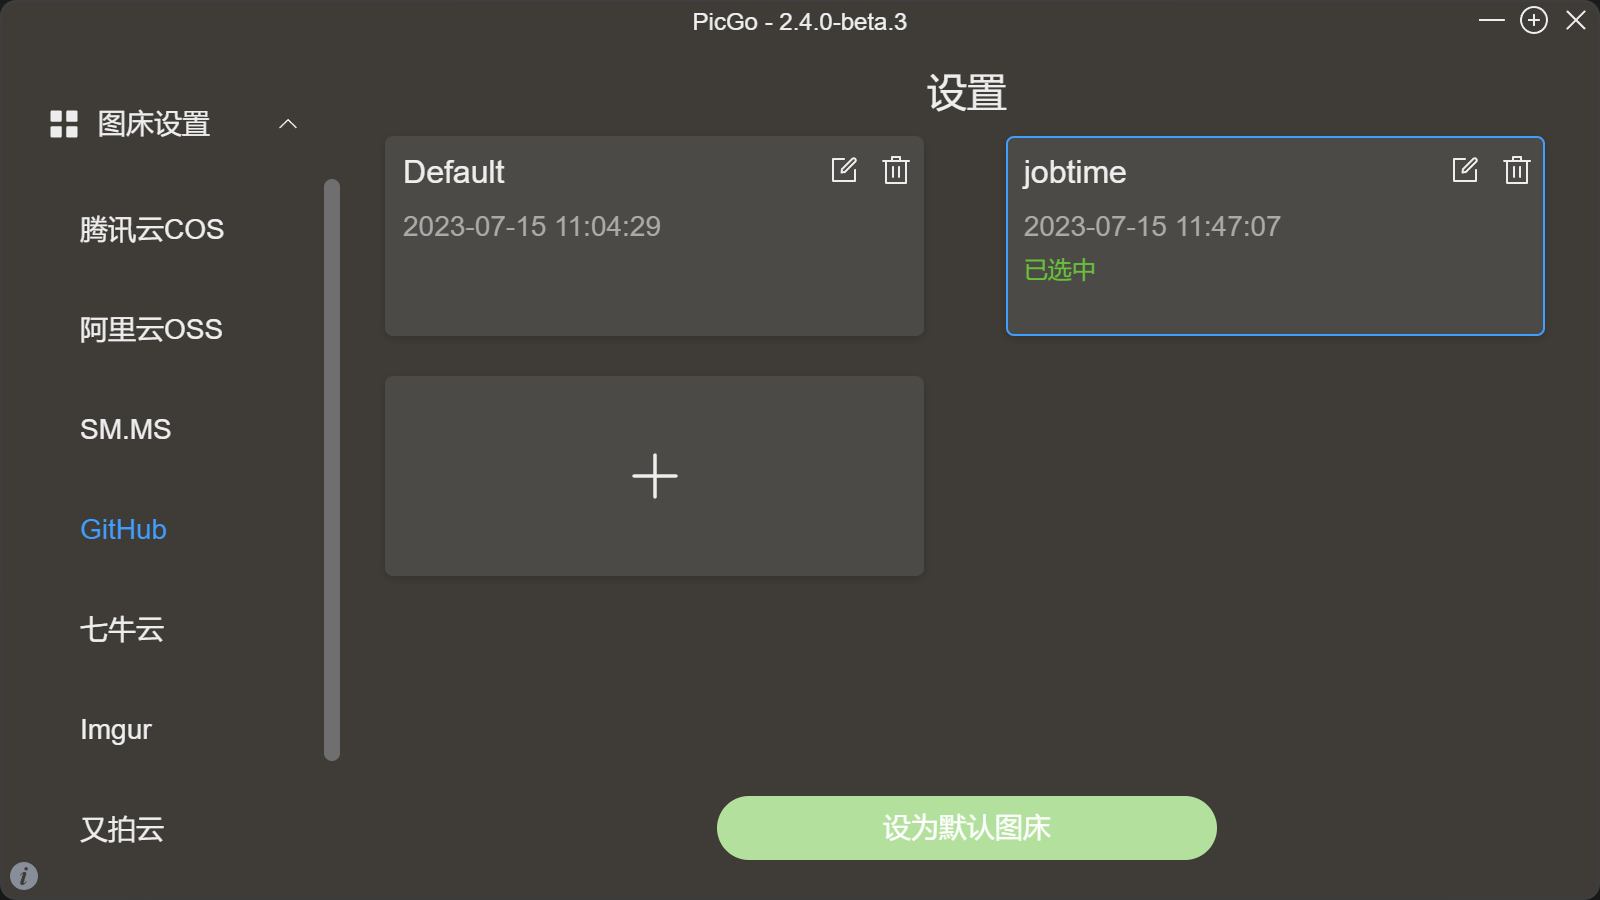 PicGo - 2.4.0-beta.3
图床设置
腾讯云COS
阿里云OSS
SM.MS
GitHub
七牛云
Imgur
又拍云
设置
Default
2023-07-15 11:04:29
jobtime
2023-07-15 11:47:07
已选中
设为默认图床